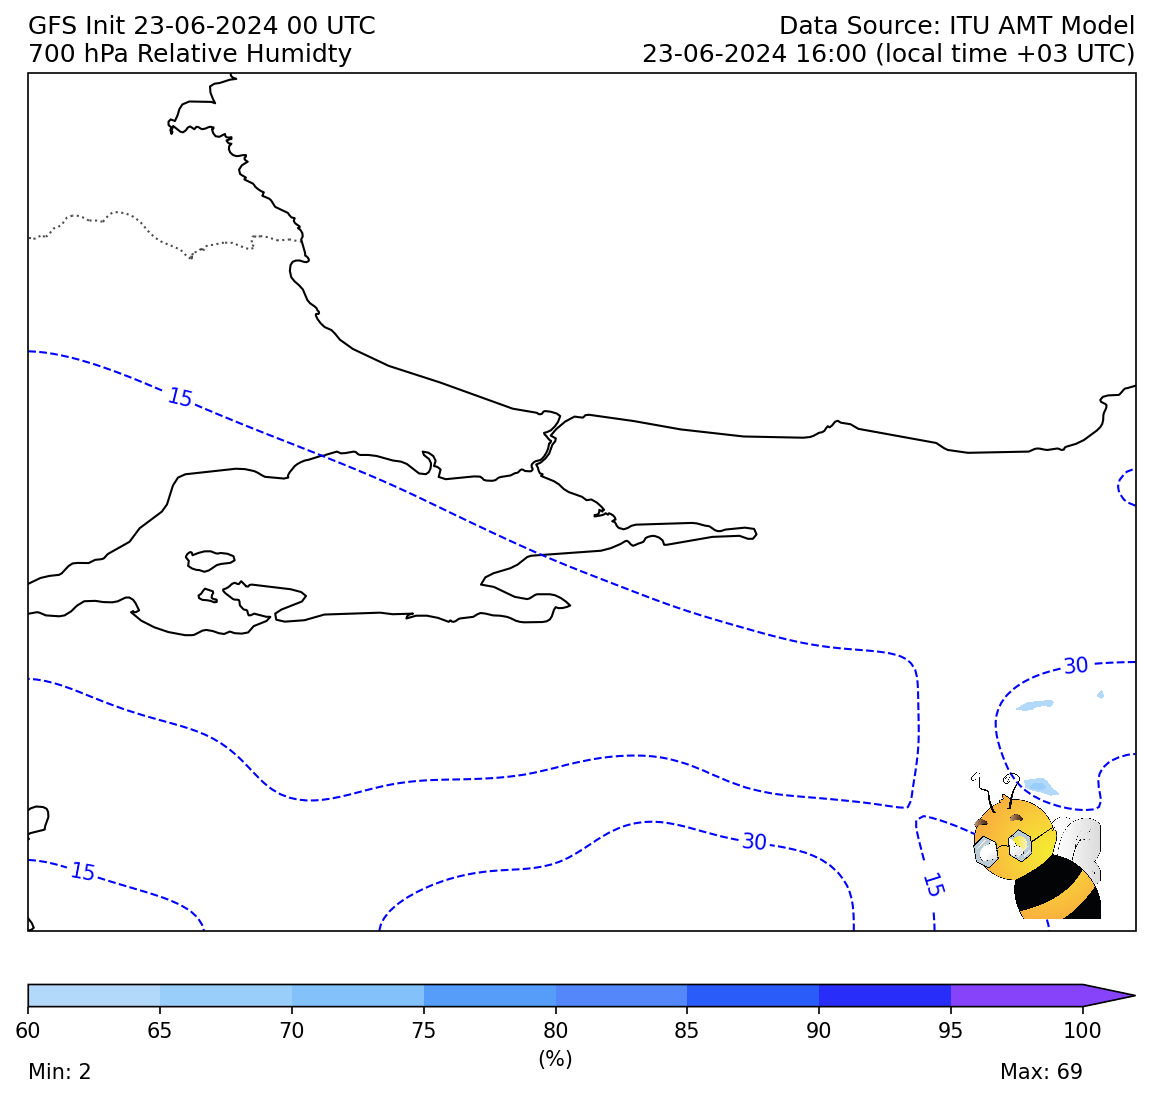 GFS Init 23-06-2024 00 UTC
Data Source: ITU AMT Model
700 hPa Relative Humidty
23-06-2024 16:00 (local time +03 UTC)
15
30
30
15
15
60 65 70 75 80 85 90 95 100
(%)
Min: 2
Max: 69